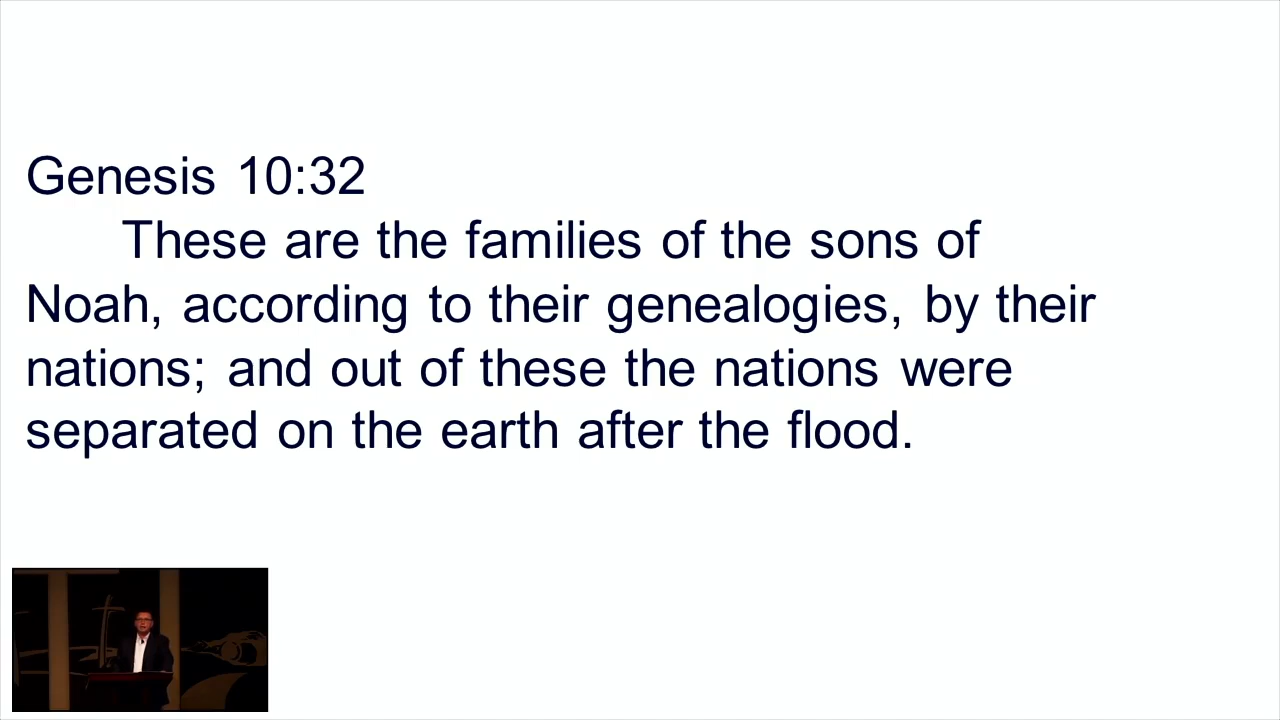 Genesis 10:32
These are the families of the sons of
Noah, according to their genealogies, by their
nations; and out of these the nations were
separated on the earth after the flood.